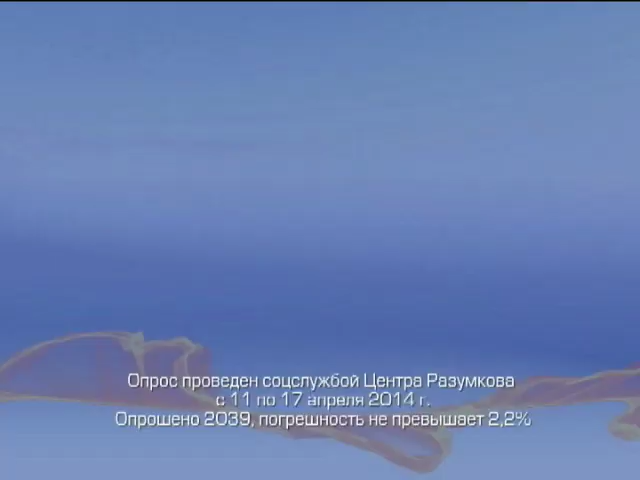 Опрос проведен соцслужбой Центра Разумкова
с 11 по 17 апреля 2014 г.
Опрошено 2039, погрешность не превышает 2,2%